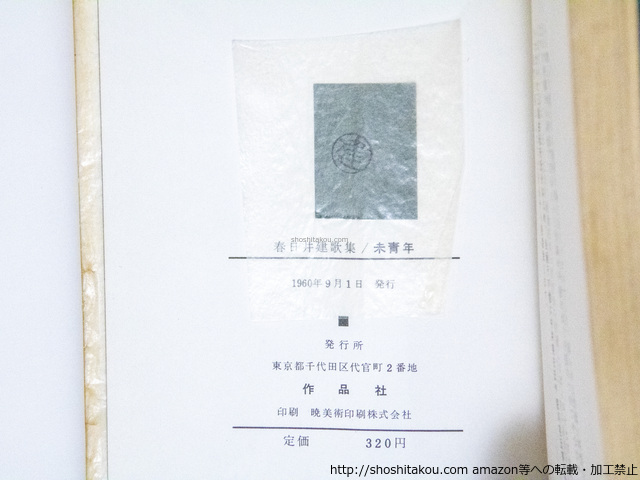 建
shoshitakou.com
春日井建歌集／未青年
1960年9月1日　発行
発行所
東京都千代田区代官町2番地
作品社
印刷　晩美術印刷株式会社
定価　320円
http://shoshitakou.com amazon等への転載・加工禁止